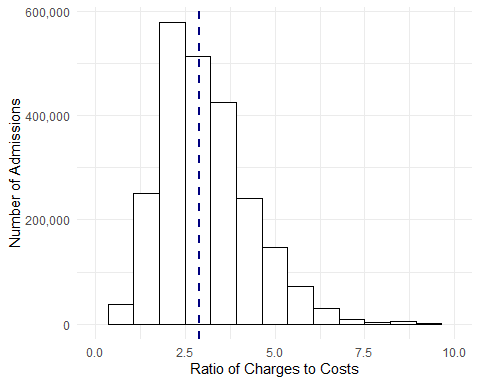 600,000
400,000
200,000
0
Number of Admissions
0.0 2.5 5.0 7.5 10.0
Ratio of Charges to Costs